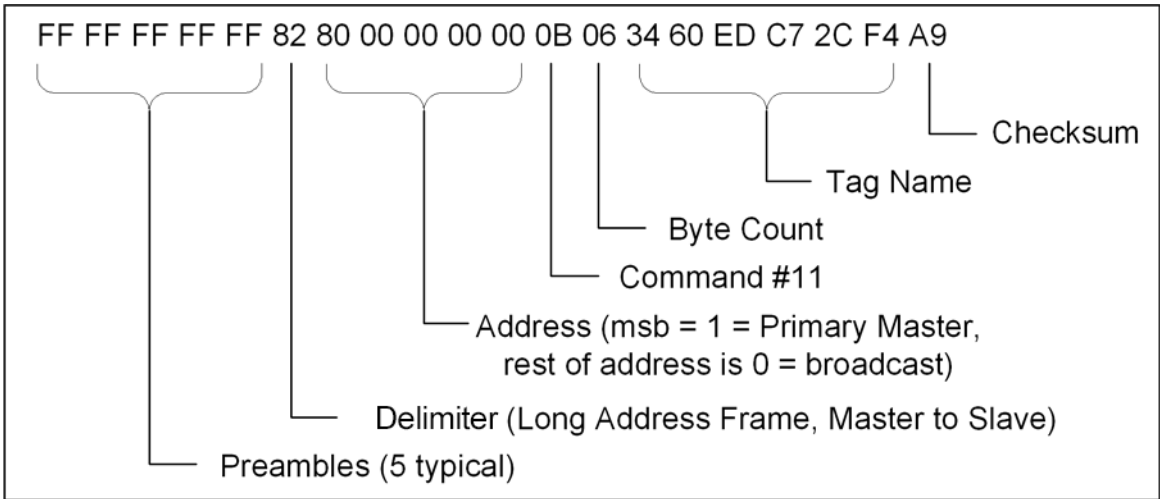 FF FF FF FF FF 82 80 00 00 00 00 0B 06 34 60 ED C7 2C F4 A9
Checksum
Tag Name
Byte Count
Command #11
Address (msb = 1 = Primary Master,
rest of address is 0 = broadcast)
Delimiter (Long Address Frame, Master to Slave)
Preambles (5 typical)